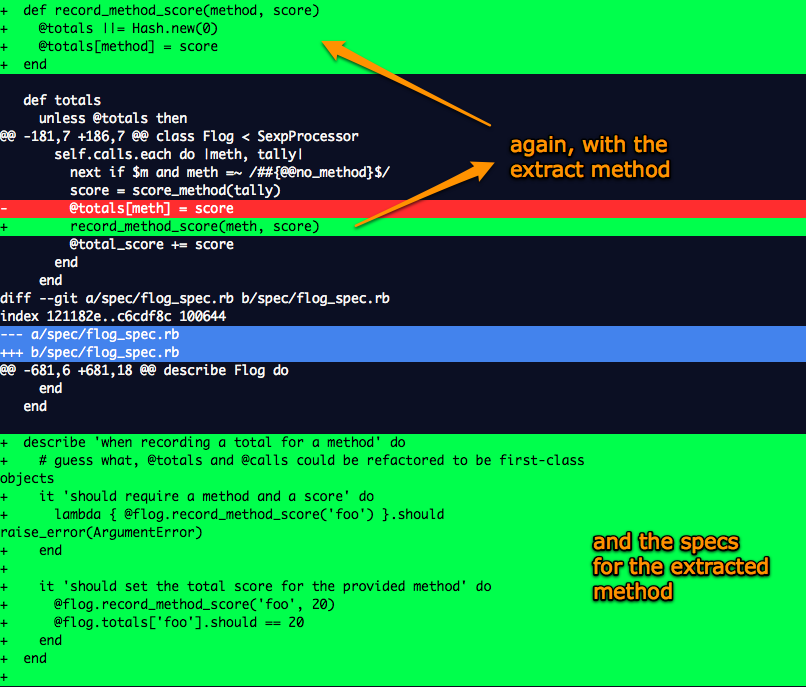 +  def record_method_score(method, score)
+    @totals ||= Hash.new(0)
+    @totals[method] = score
+  end
   def totals
     unless @totals then
@@ -181,7 +186,7 @@ class Flog < SexpProcessor
       self.calls.each do |meth, tally|
         next if $m and meth =~ /##{@@no_method}$/
         score = score_method(tally)
-        @totals[meth] = score
+        record_method_score(meth, score)
         @total_score += score
       end
     end
again, with the
extract method
diff --git a/spec/flog_spec.rb b/spec/flog_spec.rb
index 121182e..c6cdf8c 100644
--- a/spec/flog_spec.rb
+++ b/spec/flog_spec.rb
@@ -681,6 +681,18 @@ describe Flog do
     end
   end
+  describe 'when recording a total for a method' do
+    # guess what, @totals and @calls could be refactored to be first-class
objects
+    it 'should require a method and a score' do
+      lambda { @flog.record_method_score('foo') }.should
raise_error(ArgumentError)
+    end
+
+    it 'should set the total score for the provided method' do
+      @flog.record_method_score('foo', 20)
+      @flog.totals['foo'].should == 20
+    end
+  end
+
and the specs
for the extracted
method